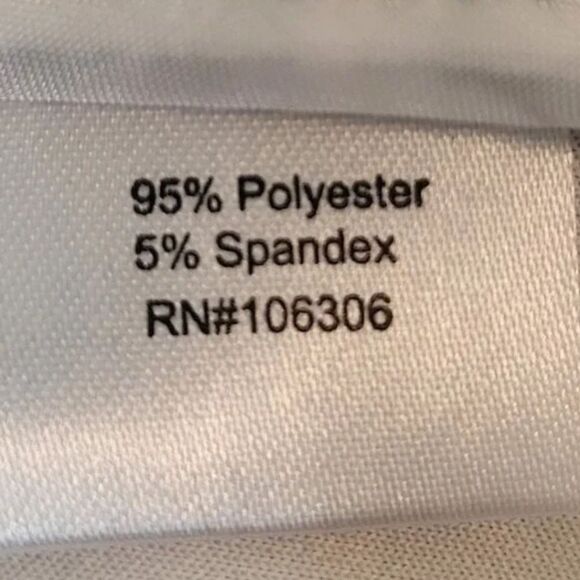 95% Polyester
5% Spandex
RN#106306